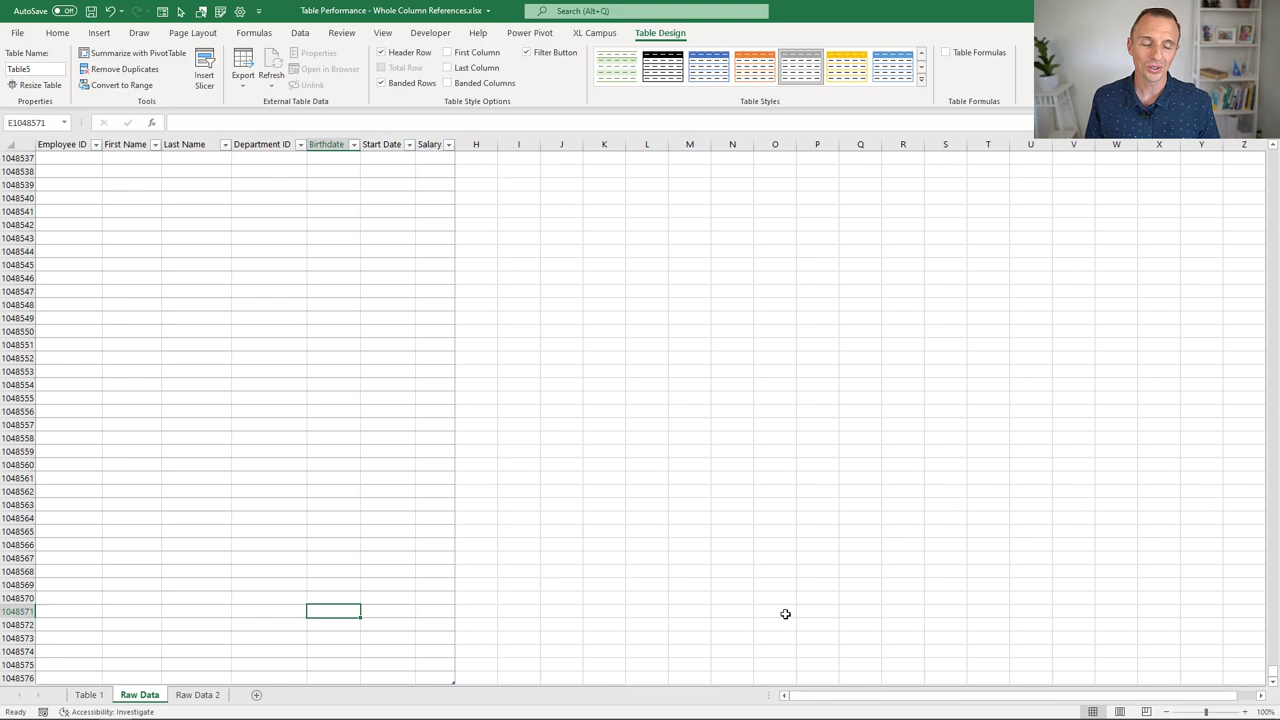 AutoSave Off
Table Performance - Whole Column References.xlsx
Search (Alt+Q)
File Home Insert Draw Page Layout Formulas Data Review View Developer Help Power Pivot XL Campus Table Design
Table Name:
Resize Table
Properties
Summarize with PivotTable
Remove Duplicates
Convert to Range
Insert
Slicer
Tools
Export
Refresh
Properties
Open in Browser
Unlink
External Table Data
Header Row
Total Row
Banded Rows
First Column
Last Column
Banded Columns
Filter Button
Table Style Options
Table Styles
Table Formulas
Table Formulas
E1048571
Employee ID First Name Last Name Department ID Birthdate Start Date Salary H I J K L M N O P Q R S T U V W X Y Z
1048537
1048538
1048539
1048540
1048541
1048542
1048543
1048544
1048545
1048546
1048547
1048548
1048549
1048550
1048551
1048552
1048553
1048554
1048555
1048556
1048557
1048558
1048559
1048560
1048561
1048562
1048563
1048564
1048565
1048566
1048567
1048568
1048569
1048570
1048571
1048572
1048573
1048574
1048575
1048576
Table 1 Raw Data Raw Data 2
Ready
Accessibility: Investigate
100%